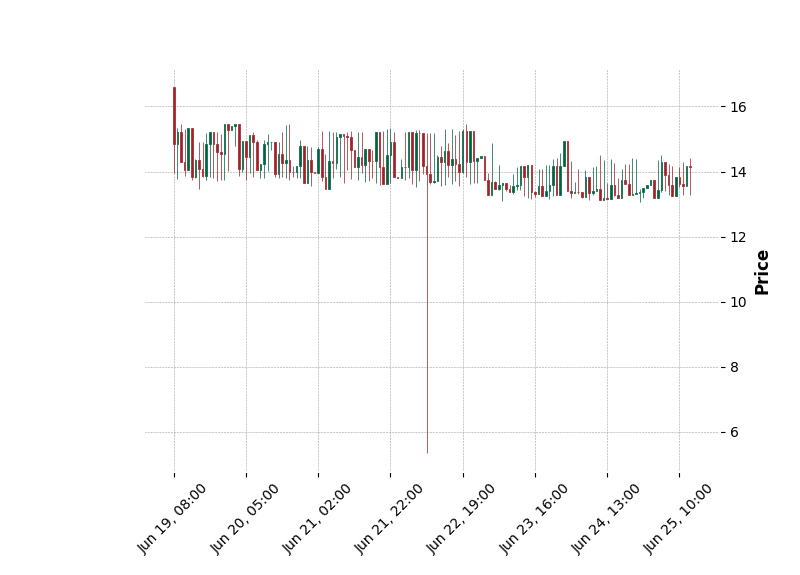 16
14
12
10
8
6
Price
Jun 19, 08:00
Jun 20, 05:00
Jun 21, 02:00
Jun 21, 22:00
Jun 22, 19:00
Jun 23, 16:00
Jun 24, 13:00
Jun 25, 10:00